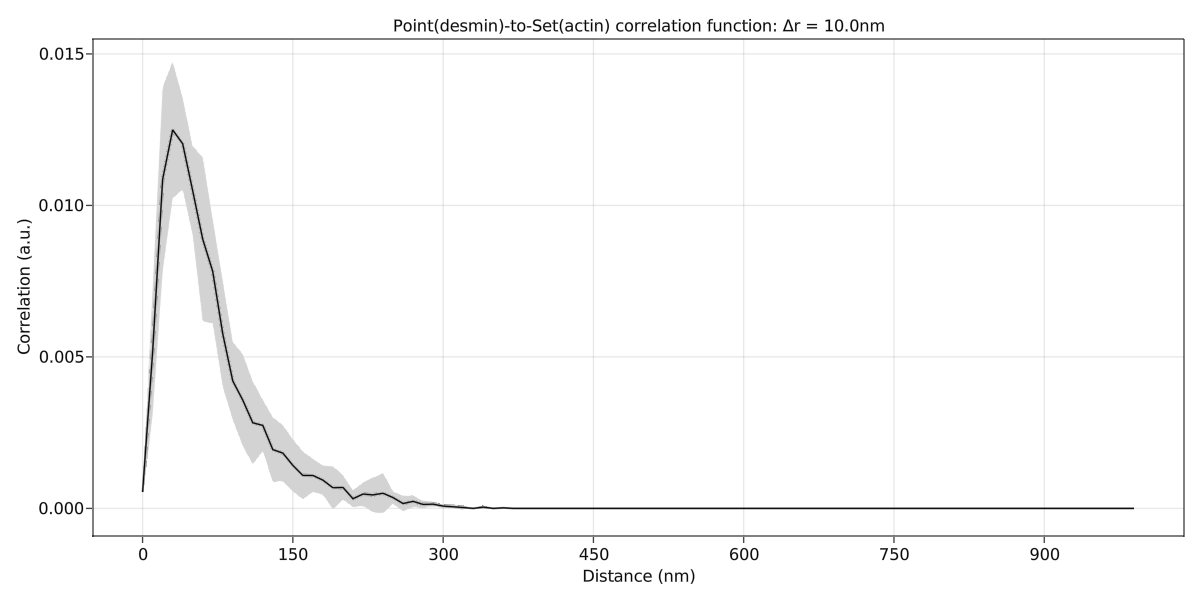 Point(desmin)-to-Set(actin) correlation function: Δr = 10.0nm
0.015
0.010
0.005
0.000
Correlation (a.u.)
0 150 300 450 600 750 900
Distance (nm)